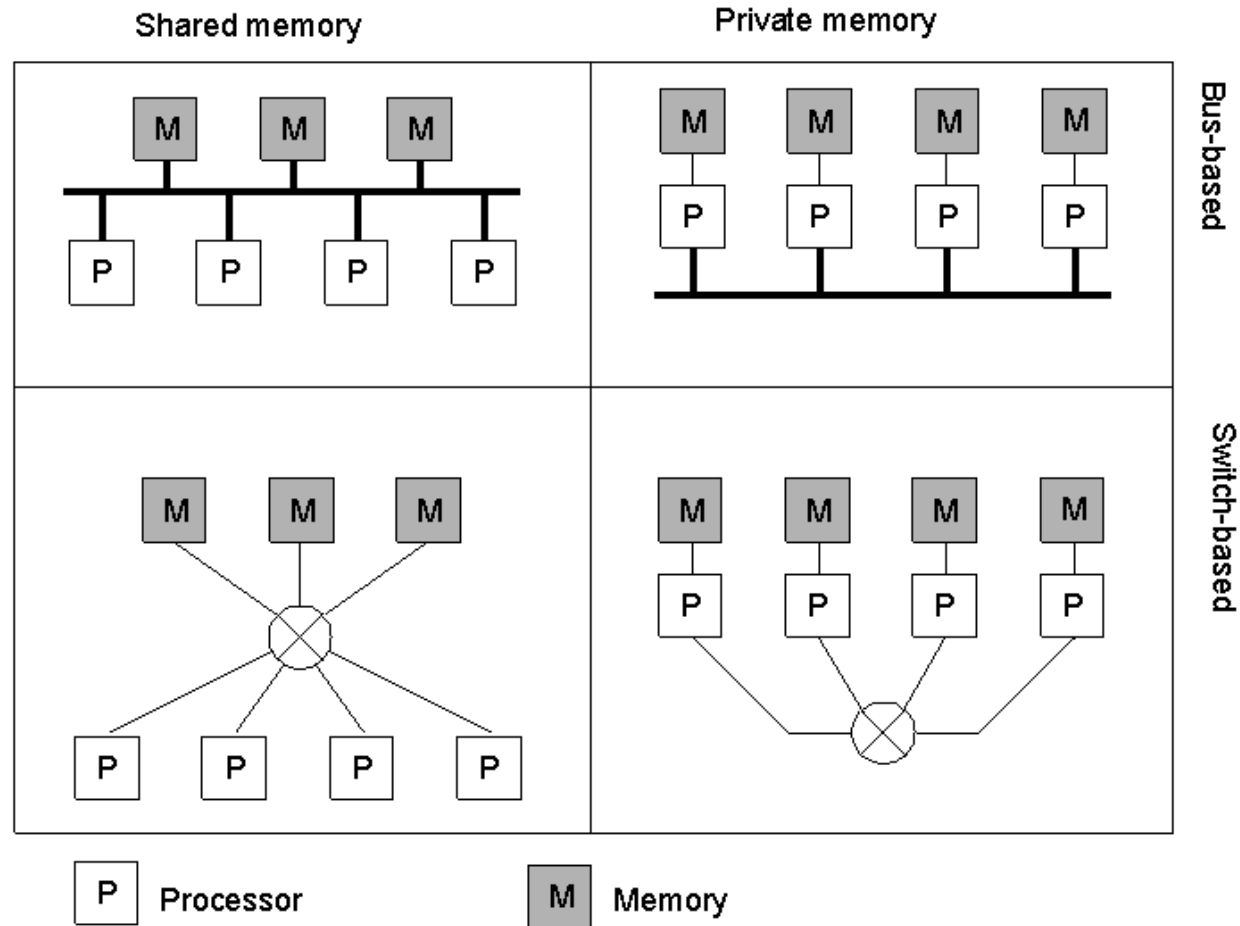 Shared memory
Private memory
M M M
M M M M
P P P P
P P P P
Bus-based
M M M
M M M M
P P P P
P P P P
Switch-based
P Processor
M Memory